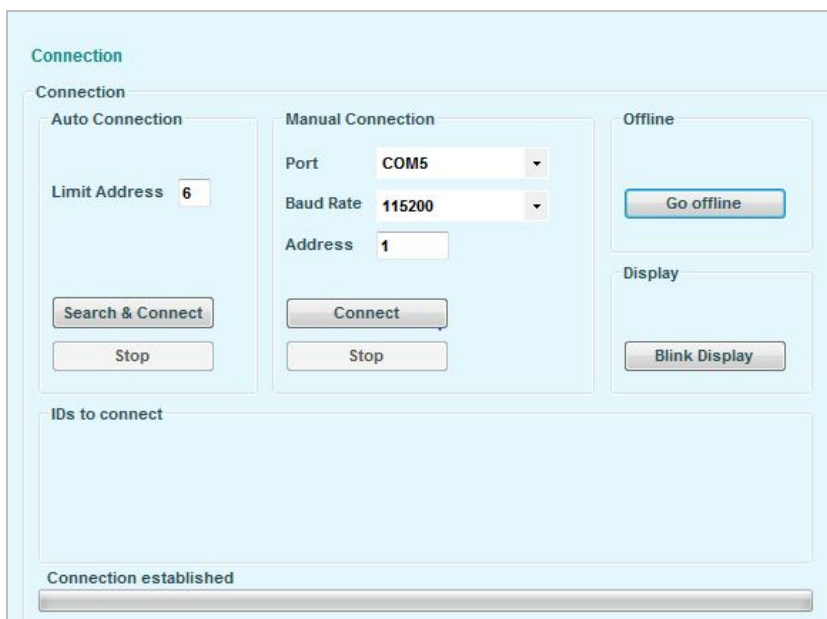 Connection
Connection
Auto Connection
Limit Address 6
Search & Connect
Stop
Manual Connection
Port COM5
Baud Rate 115200
Address 1
Connect
Stop
Offline
Go offline
Display
Blink Display
IDs to connect
Connection established